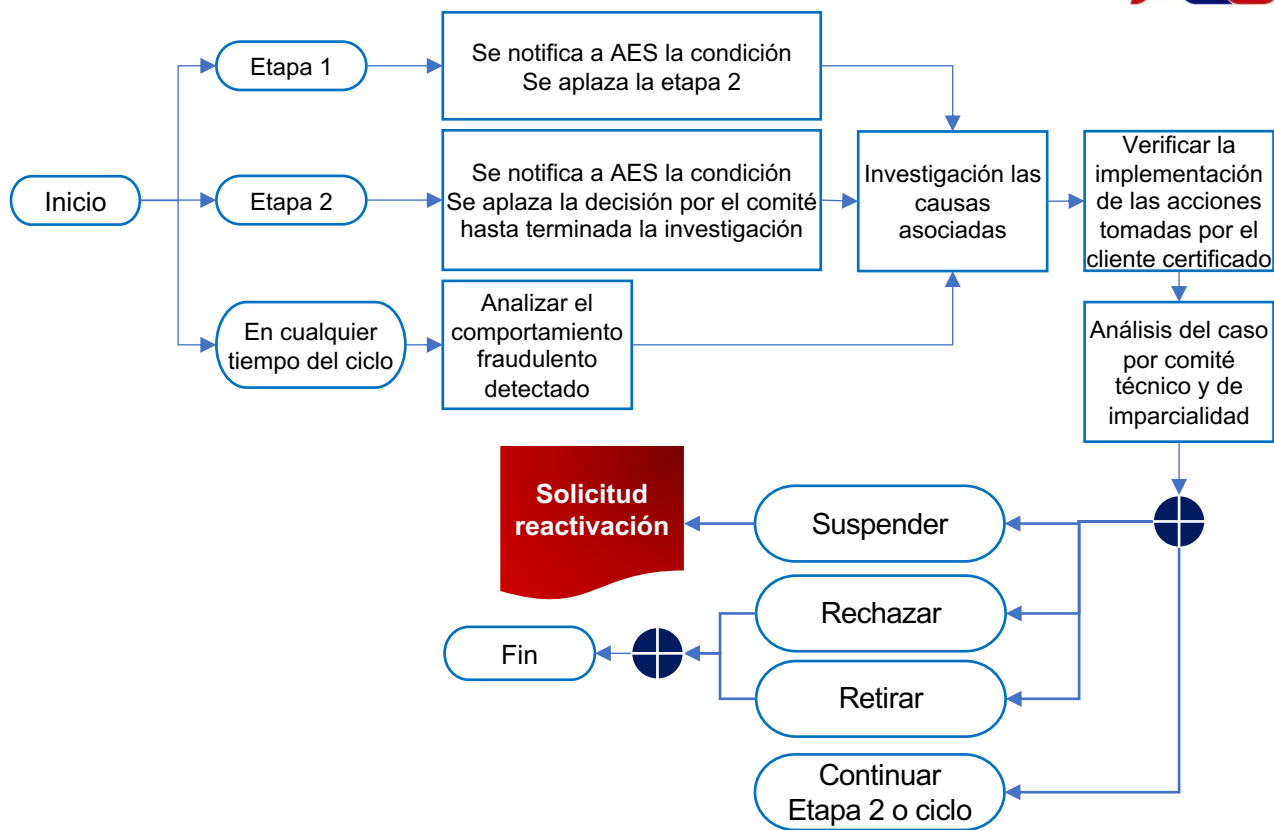 Etapa 1
Se notifica a AES la condición
Se aplaza la etapa 2
Inicio
Etapa 2
Se notifica a AES la condición
Se aplaza la decisión por el comité
hasta terminada la investigación
Investigación las
causas
asociadas
Verificar la
implementación
de las acciones
tomadas por el
cliente certificado
En cualquier
tiempo del ciclo
Analizar el
comportamiento
fraudulento
detectado
Análisis del caso
por comité
técnico y de
imparcialidad
Solicitud
reactivación
Suspender
Rechazar
Fin
Retirar
Continuar
Etapa 2 o ciclo